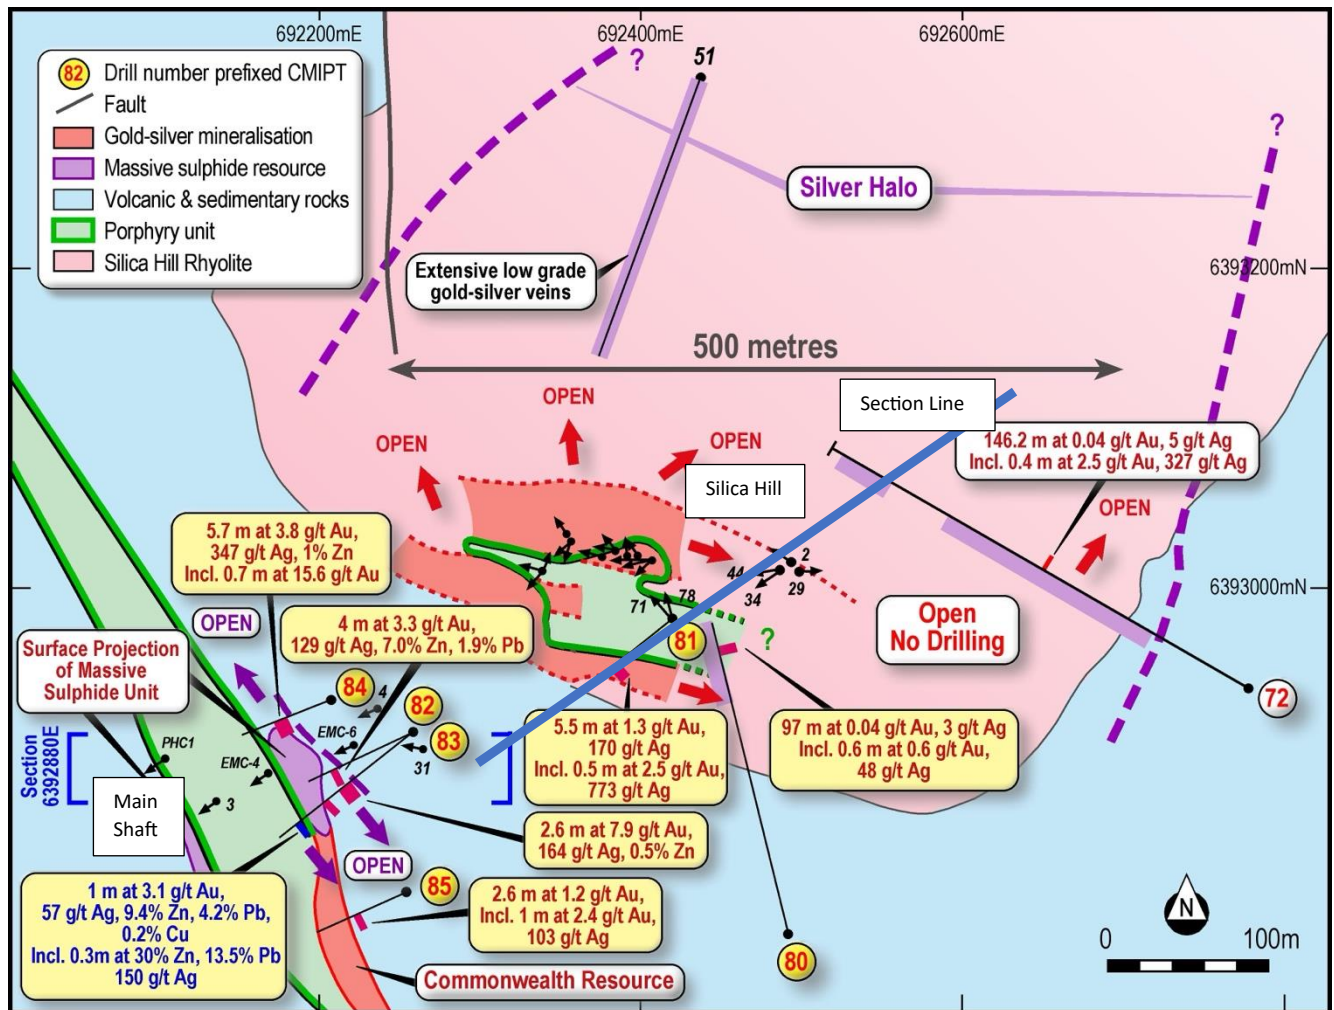 692200mE
692400mE
692600mE
82 Drill number prefixed CMIPT
Fault
Gold-silver mineralisation
Massive sulphide resource
Volcanic & sedimentary rocks
Porphyry unit
Silica Hill Rhyolite
?
51
?
Silver Halo
Extensive low grade
gold-silver veins
6393200mN
500 metres
OPEN
OPEN
OPEN
Section Line
146.2 m at 0.04 g/t Au, 5 g/t Ag
Incl. 0.4 m at 2.5 g/t Au, 327 g/t Ag
OPEN
Silica Hill
5.7 m at 3.8 g/t Au,
347 g/t Ag, 1% Zn
Incl. 0.7 m at 15.6 g/t Au
2
44
34
29
6393000mN
71
78
81
?
Open
No Drilling
OPEN
4 m at 3.3 g/t Au,
129 g/t Ag, 7.0% Zn, 1.9% Pb
Surface Projection
of Massive
Sulphide Unit
84
4
82
83
72
EMC-6
31
PHC1
EMC-4
3
Section
6392880E
Main
Shaft
5.5 m at 1.3 g/t Au,
170 g/t Ag
Incl. 0.5 m at 2.5 g/t Au,
773 g/t Ag
97 m at 0.04 g/t Au, 3 g/t Ag
Incl. 0.6 m at 0.6 g/t Au,
48 g/t Ag
2.6 m at 7.9 g/t Au,
164 g/t Ag, 0.5% Zn
OPEN
85
1 m at 3.1 g/t Au,
57 g/t Ag, 9.4% Zn, 4.2% Pb,
0.2% Cu
Incl. 0.3m at 30% Zn, 13.5% Pb
150 g/t Ag
2.6 m at 1.2 g/t Au,
Incl. 1 m at 2.4 g/t Au,
103 g/t Ag
Commonwealth Resource
80
N
0
100m